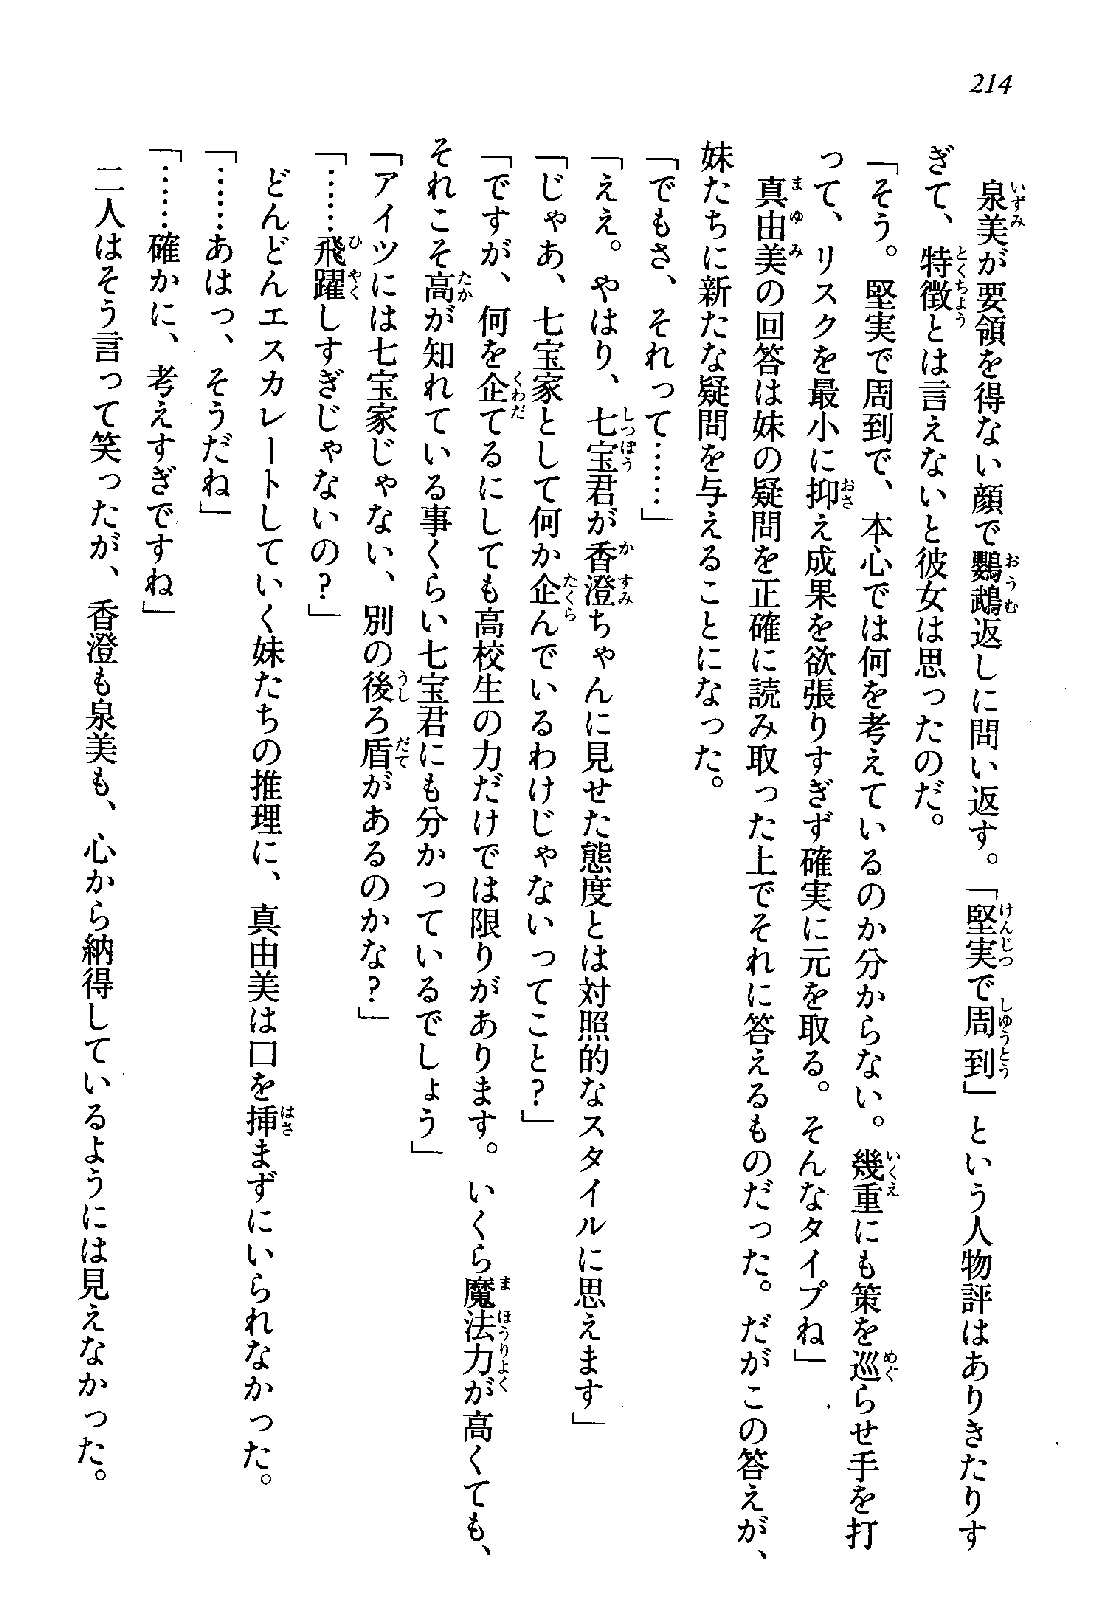 214
泉美が要領を得ない顔で鸚鵡返しに問い返す。「堅実で周到」という人物評はありきたりす
ぎて、特徴とは言えないと彼女は思ったのだ。
「そう。堅実で周到で、本心では何を考えているのか分からない。幾重にも策を巡らせ手を打
って、リスクを最小に抑え成果を欲張りすぎず確実に元を取る。そんなタイプね」
真由美の回答は妹の疑問を正確に読み取った上でそれに答えるものだった。だがこの答えが、
妹たちに新たな疑問を与えることになった。
「でもさ、それって……」
「ええ。やはり、七宝君が香澄ちゃんに見せた態度とは対照的なスタイルに思えます」
「じゃあ、七宝家として何か企んでいるわけじゃないってこと?」
「ですが、何を企てるにしても高校生の力だけでは限りがあります。いくら魔法力が高くても、
それこそ高が知れている事くらい七宝君にも分かっているでしょう」
「アイツには七宝家じゃない、別の後ろ盾があるのかな?」
「……飛躍しすぎじゃないの?」
どんどんエスカレートしていく妹たちの推理に、真由美は口を挿まずにいられなかった。
「……あはっ、そうだね」
「……確かに、考えすぎですね」
二人はそう言って笑ったが、香澄も泉美も、心から納得しているようには見えなかった。